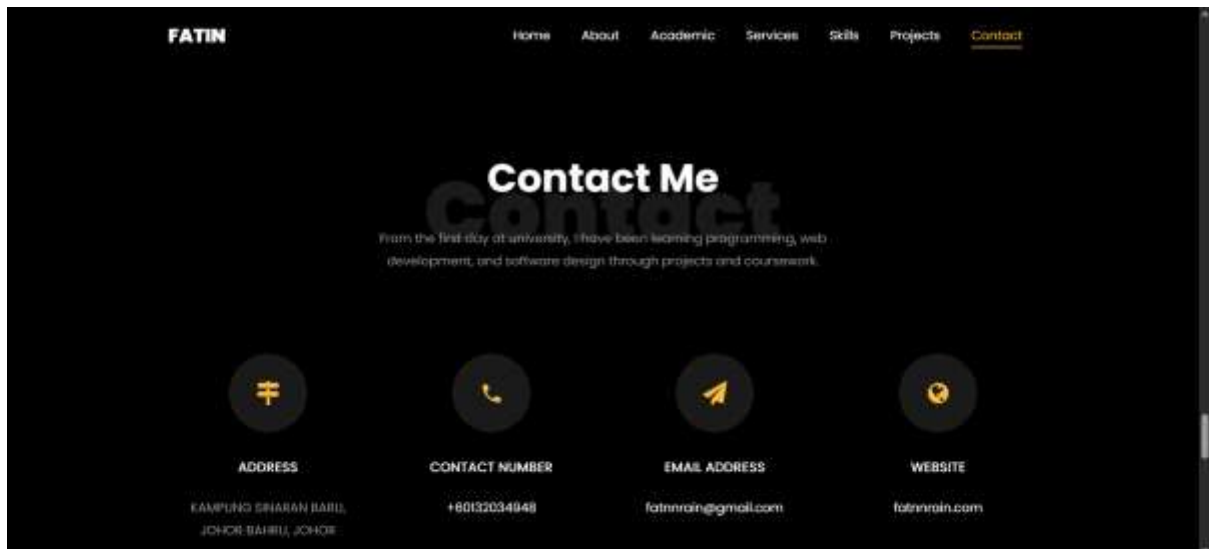 FATIN
Home About Academic Services Skills Projects Contact
Contact Me
Contact
From the first day at university, I have been learning programming, web
development, and software design through projects and coursework.
ADDRESS CONTACT NUMBER EMAIL ADDRESS WEBSITE
KAMPUNG SINARAN BARU, +60132034948 fatnnrain@gmail.com fatnnrain.com
JOHOR BAHRU, JOHOR